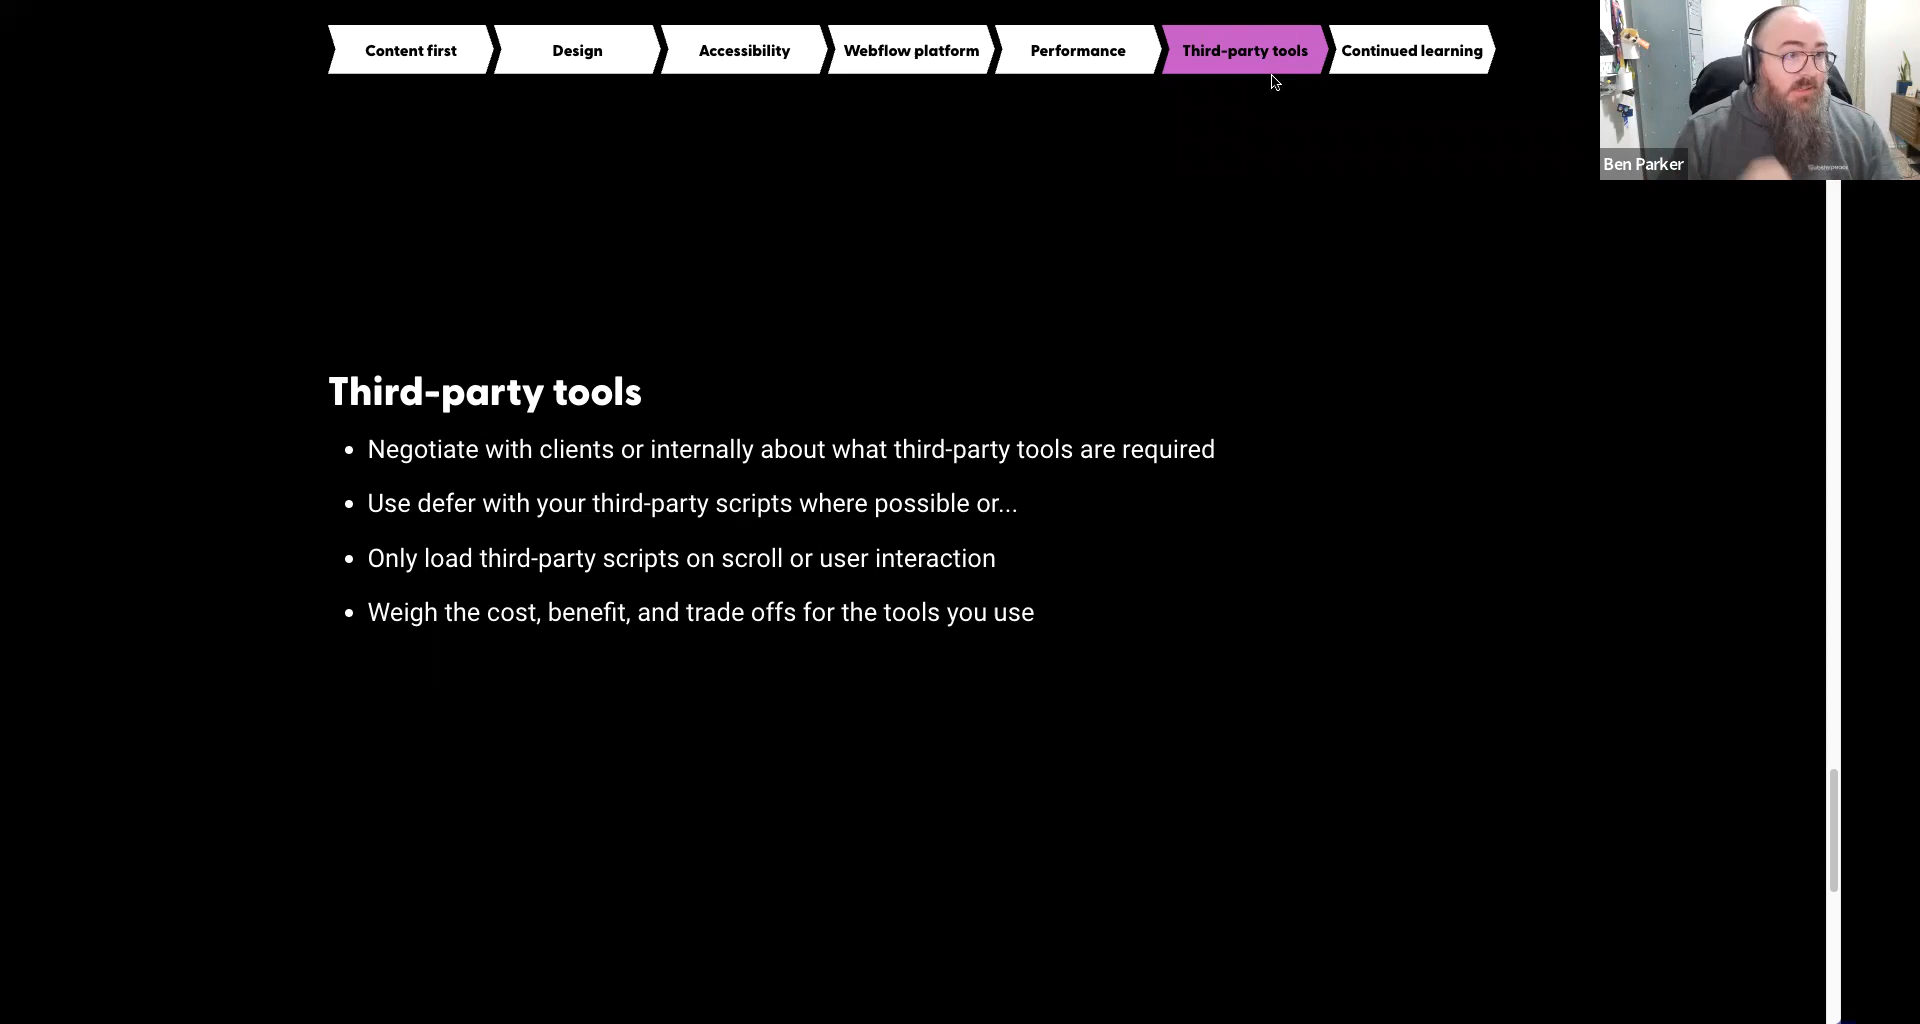 Content first
Design
Accessibility
Webflow platform
Performance
Third-party tools
Continued learning
Ben Parker
Third-party tools
• Negotiate with clients or internally about what third-party tools are required
• Use defer with your third-party scripts where possible or...
• Only load third-party scripts on scroll or user interaction
• Weigh the cost, benefit, and trade offs for the tools you use